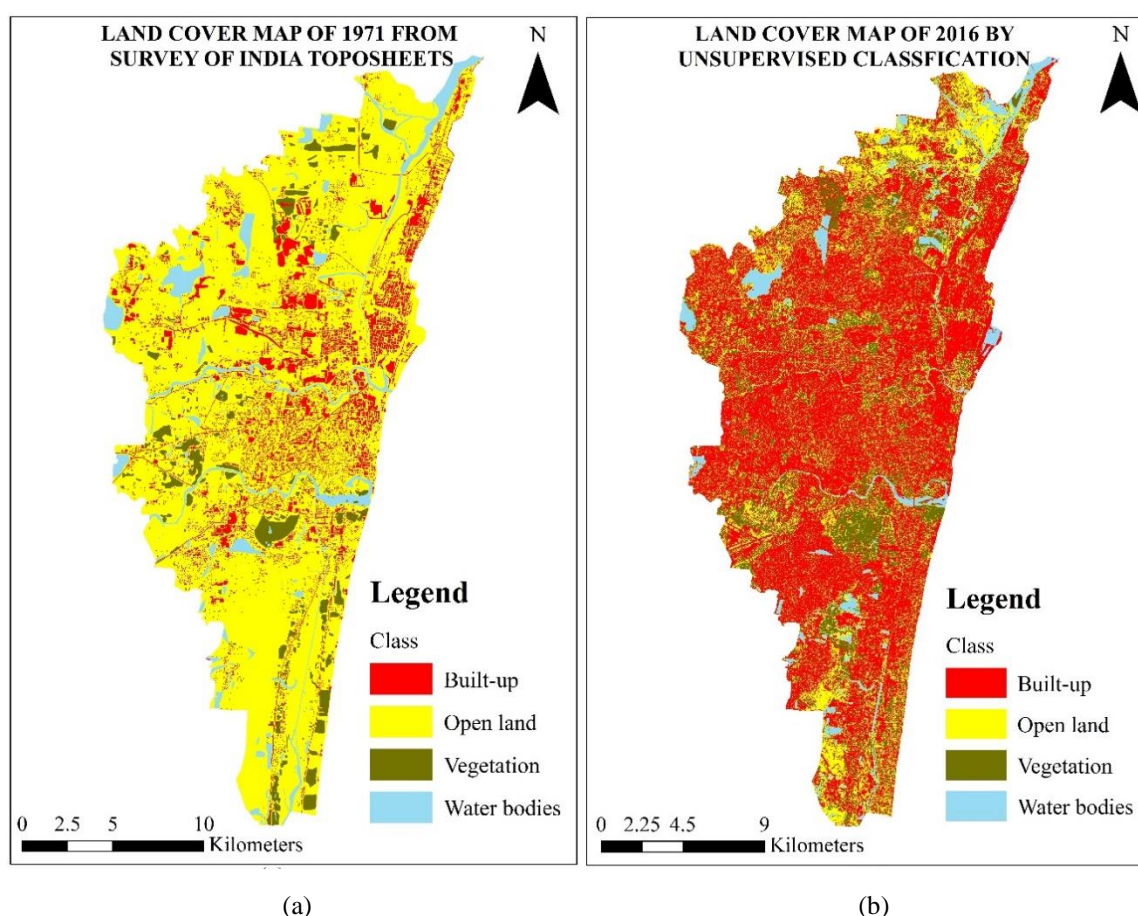 LAND COVER MAP OF 1971 FROM
SURVEY OF INDIA TOPOSHEETS
N
Legend
Class
Built-up
Open land
Vegetation
Water bodies
0 2.5 5 10
Kilometers
(a)
LAND COVER MAP OF 2016 BY
UNSUPERVISED CLASSFICATION
N
Legend
Class
Built-up
Open land
Vegetation
Water bodies
0 2.25 4.5 9
Kilometers
(b)